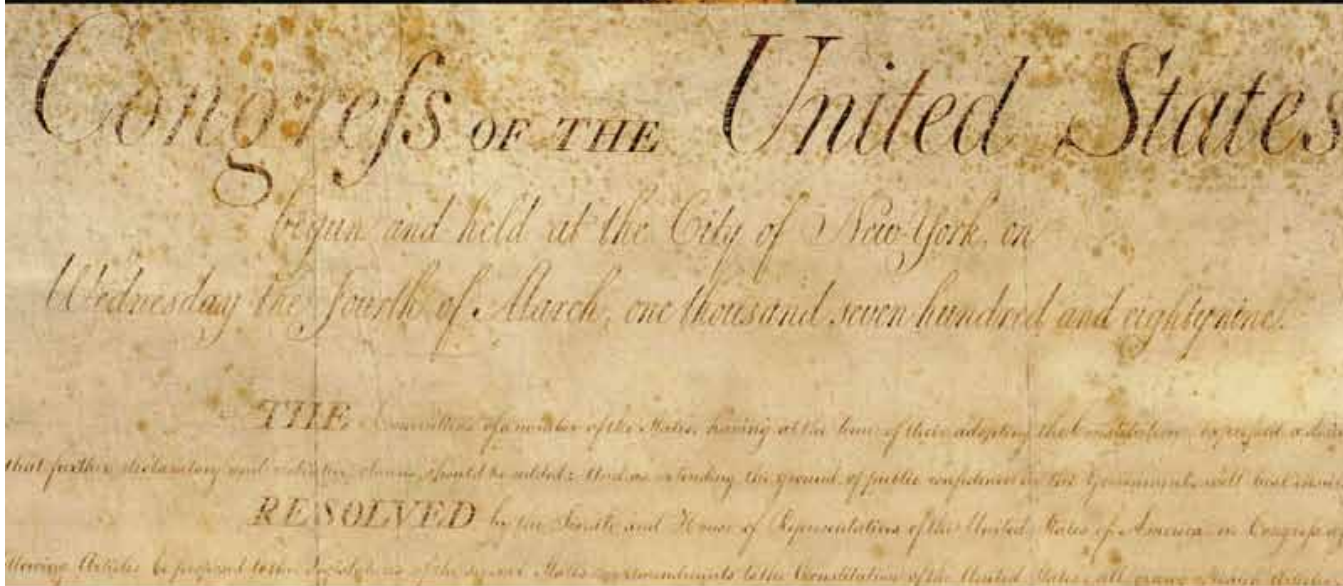 Congreſs OF THE United States
begun and held at the City of New-York, on
Wednesday the fourth of March, one thousand seven hundred and eighty nine.
THE Conventions of a number of the States having at the time of their adopting the Constitution, expreſsed a
that further declaratory and restrictive clauses should be added: And as extending the ground of public confidence in the Government, will best
RESOLVED by the Senate and House of Representatives of the United States of America in Congreſs
Articles be proposed to the Legislatures of the several States as amendments to the Constitution of the United States, all